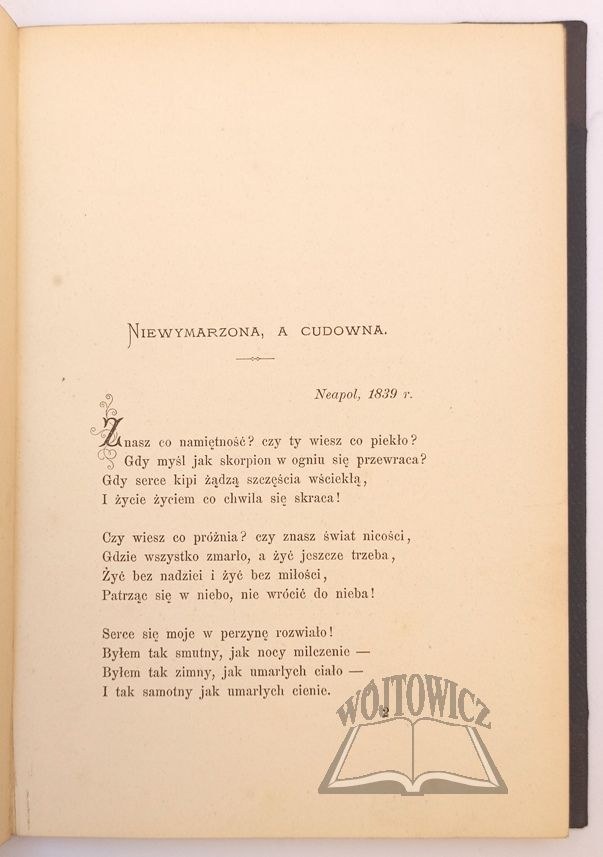 NIEWYMARZONA, A CUDOWNA.
Neapol, 1839 r.
Znasz co namiętność? czy ty wiesz co piekło?
Gdy myśl jak skorpion w ogniu się przewraca?
Gdy serce kipi żądzą szczęścia wściekłą,
I życie życiem co chwila się skraca!
Czy wiesz co próżnia? czy znasz świat nicości,
Gdzie wszystko zmarło, a żyć jeszcze trzeba,
Żyć bez nadziei i żyć bez miłości,
Patrząc się w niebo, nie wrócić do nieba!
Serce się moje w perzynę rozwiało!
Byłem tak smutny, jak nocy milczenie —
Byłem tak zimny, jak umarłych ciało —
I tak samotny jak umarłych cienie.
2
WÓJTOWICZ